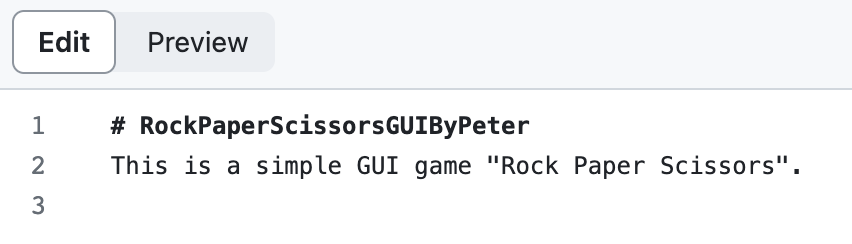 Edit Preview
1 # RockPaperScissorsGUIByPeter
2 This is a simple GUI game "Rock Paper Scissors".
3